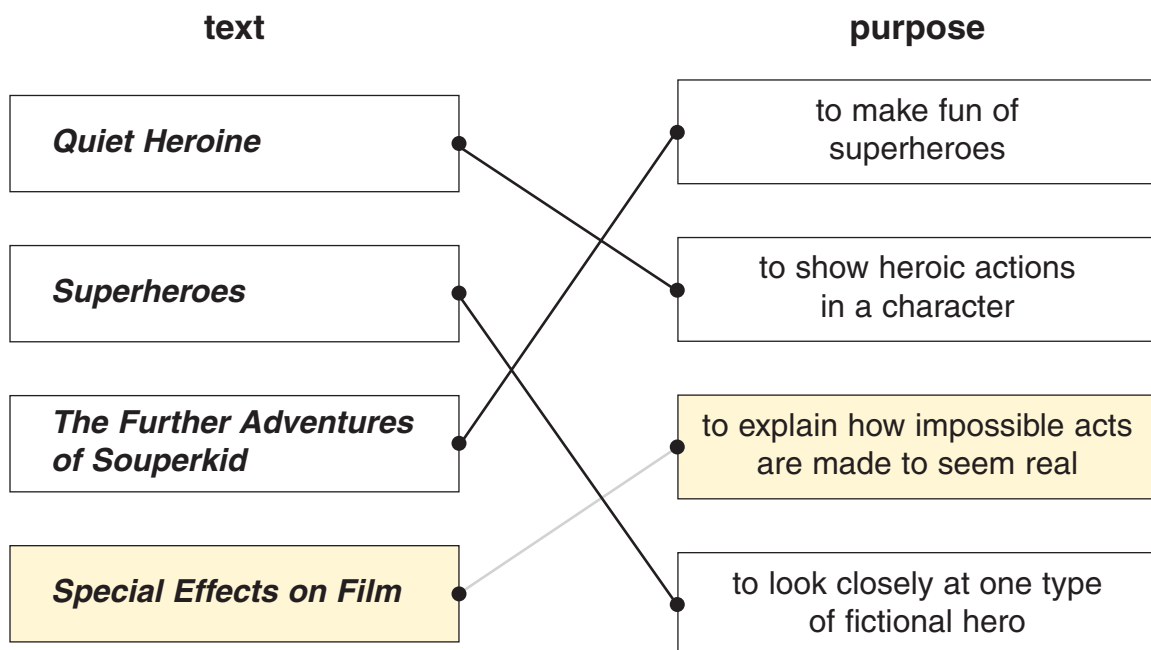 text
purpose
Quiet Heroine
to make fun of
superheroes
Superheroes
to show heroic actions
in a character
The Further Adventures
of Souperkid
to explain how impossible acts
are made to seem real
Special Effects on Film
to look closely at one type
of fictional hero